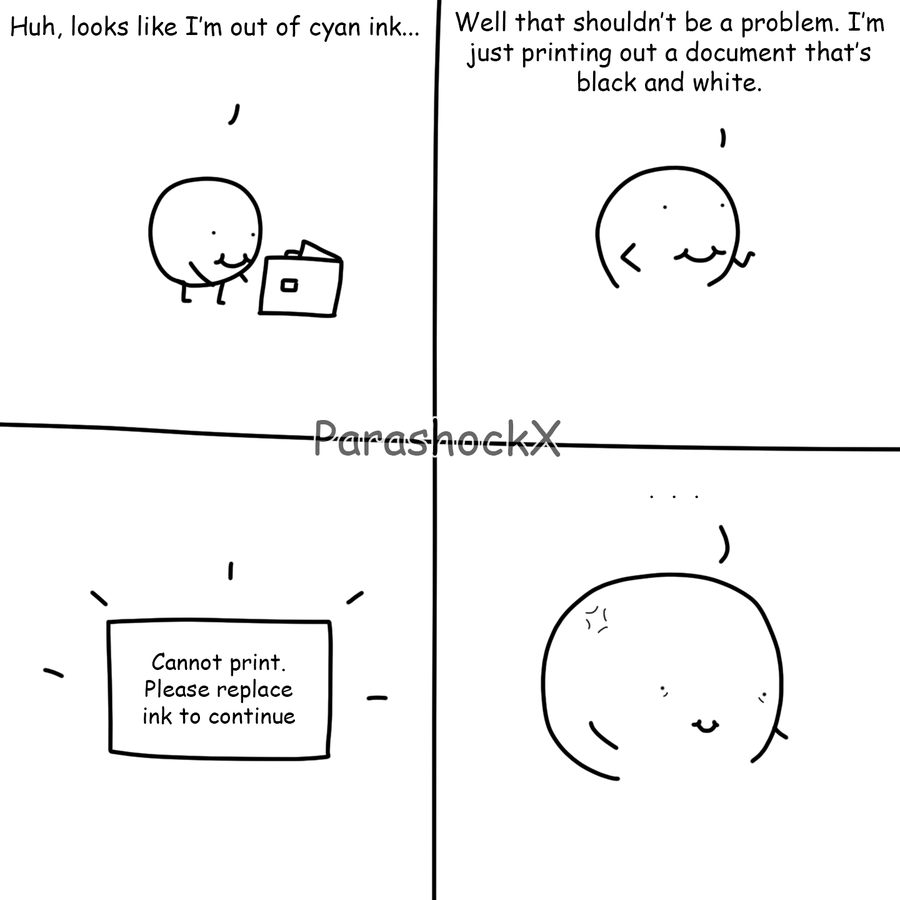 Huh, looks like I'm out of cyan ink...
Well that shouldn't be a problem. I'm
just printing out a document that's
black and white.
ParashockX
Cannot print.
Please replace
ink to continue
. . .